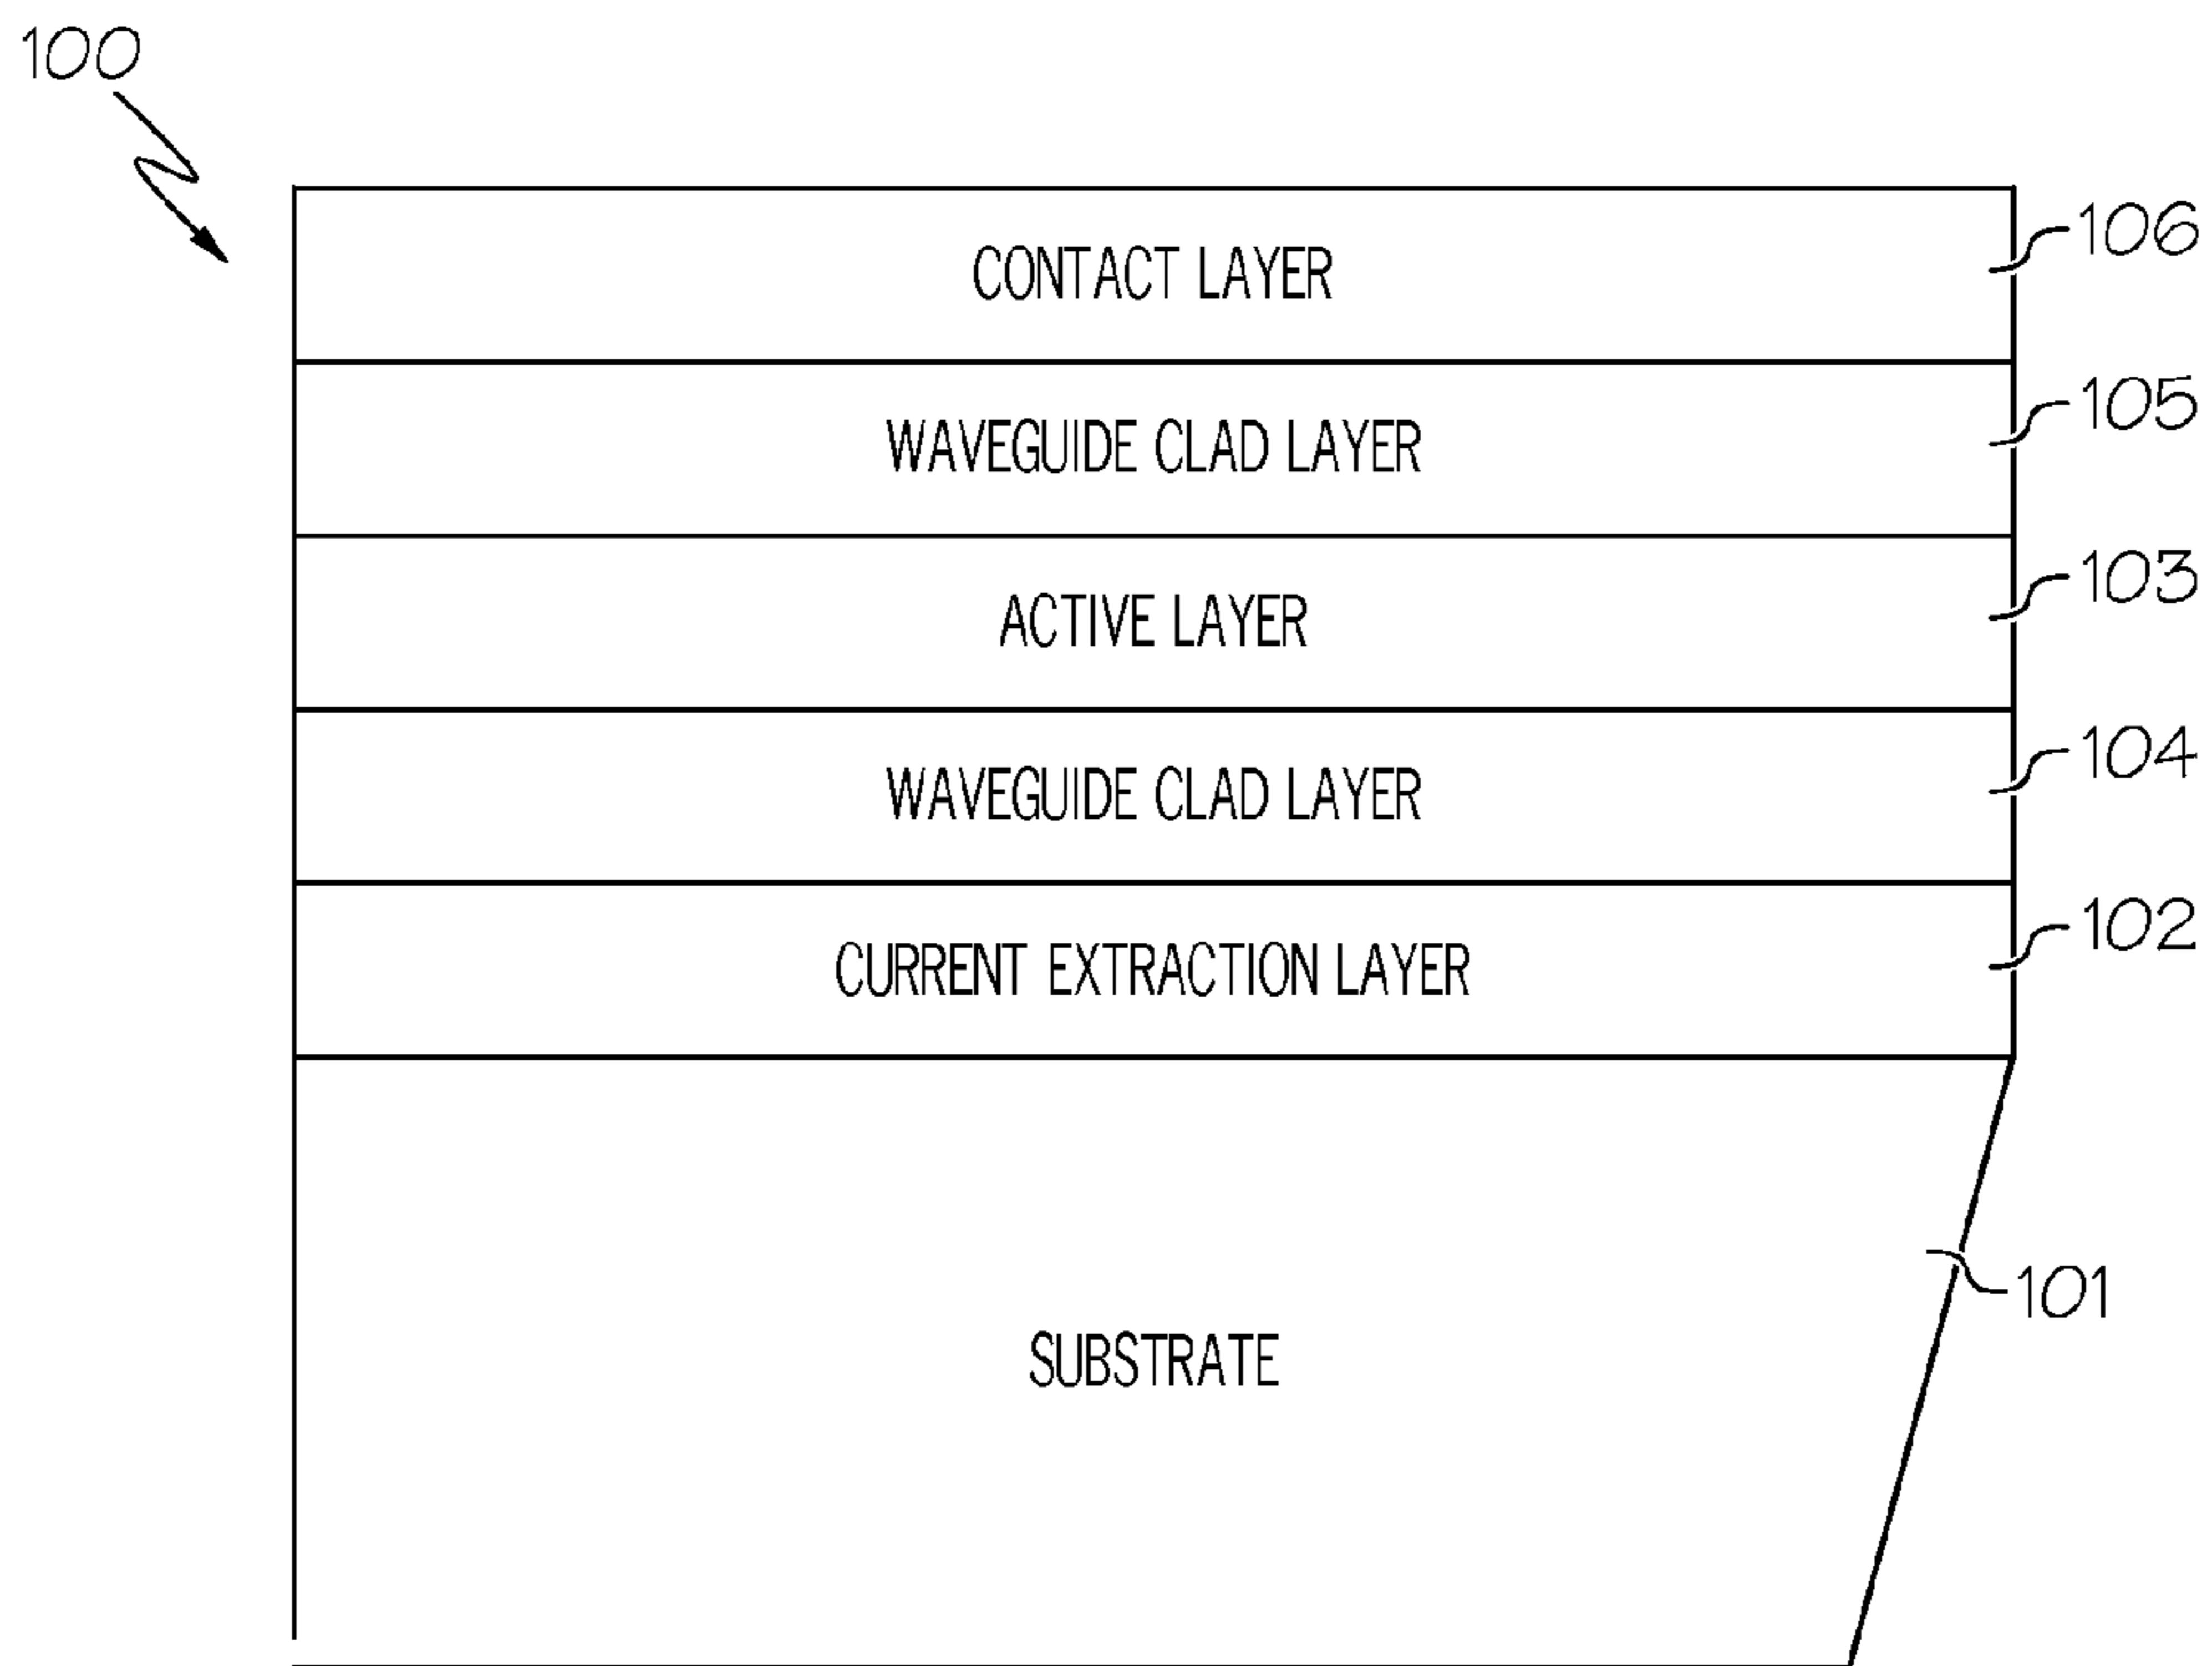 100
CONTACT LAYER 106
WAVEGUIDE CLAD LAYER 105
ACTIVE LAYER 103
WAVEGUIDE CLAD LAYER 104
CURRENT EXTRACTION LAYER 102
101
SUBSTRATE